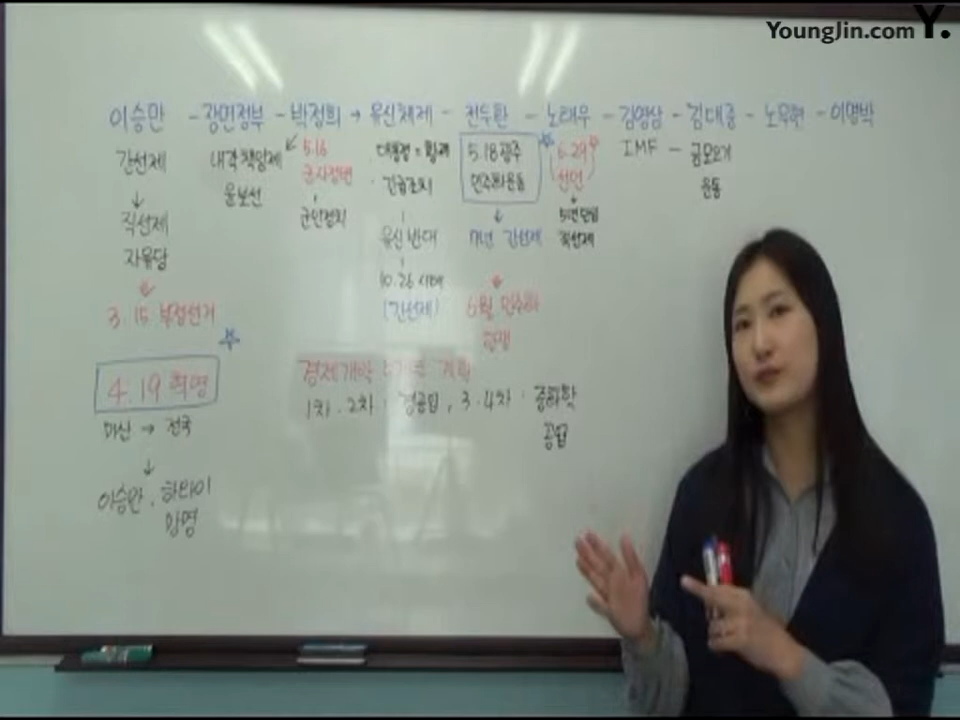 YoungJin.com Y.
이승만 - 장면정부 - 박정희 → 유신체제 - 전두환 - 노태우 - 김영삼 - 김대중 - 노무현 - 이명박
간선제
↓
직선제
자유당
↓
3.15 부정선거
4.19 혁명
마산 → 전국
↓
이승만 . 하와이
망명
내각책임제
윤보선
5.16
군사정변
군인정치
· 대통령 =
· 긴급조치
유신반대
10.26 사태
(간선제)
5.18 광주
민주화운동
↓
7년 간선제
↓
6월 민주화
항쟁
6.29
선언
↓
5년단임
직선제
IMF - 금모으기
운동
경제개발 계획
1차. 2차 · 경공업, 3.4차 · 중화학
공업